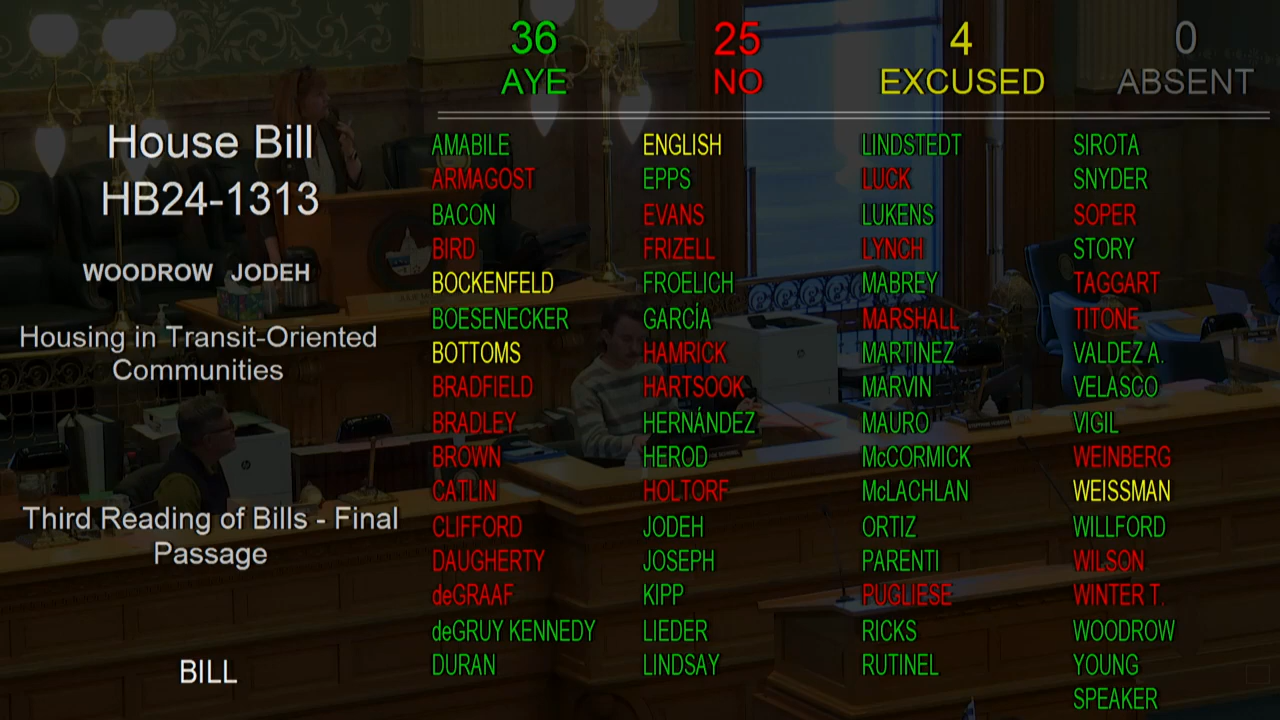 36 25 4 0
AYE NO EXCUSED ABSENT
House Bill
HB24-1313
WOODROW JODEH
Housing in Transit-Oriented
Communities
Third Reading of Bills - Final
Passage
BILL
AMABILE
ARMAGOST
BACON
BIRD
BOCKENFELD
BOESENECKER
BOTTOMS
BRADFIELD
BRADLEY
BROWN
CATLIN
CLIFFORD
DAUGHERTY
deGRAAF
deGRUY KENNEDY
DURAN
ENGLISH
EPPS
EVANS
FRIZELL
FROELICH
GARCÍA
HAMRICK
HARTSOOK
HERNÁNDEZ
HEROD
HOLTORF
JODEH
JOSEPH
KIPP
LIEDER
LINDSAY
LINDSTEDT
LUCK
LUKENS
LYNCH
MABREY
MARSHALL
MARTINEZ
MARVIN
MAURO
McCORMICK
McLACHLAN
ORTIZ
PARENTI
PUGLIESE
RICKS
RUTINEL
SIROTA
SNYDER
SOPER
STORY
TAGGART
TITONE
VALDEZ A.
VELASCO
VIGIL
WEINBERG
WEISSMAN
WILLFORD
WILSON
WINTER T.
WOODROW
YOUNG
SPEAKER